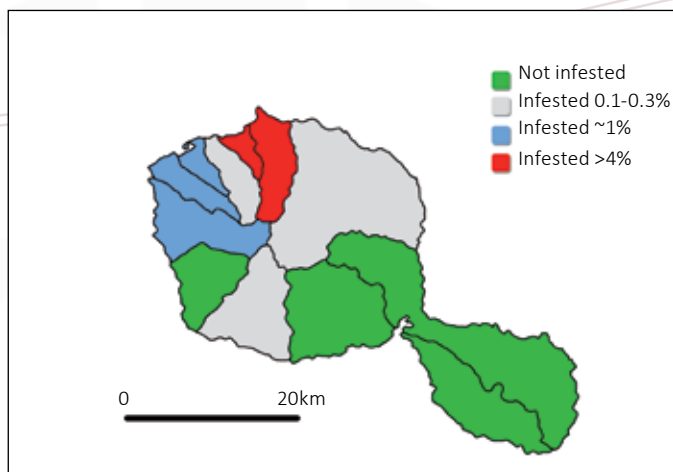 Not infested
Infested 0.1-0.3%
Infested ~1%
Infested >4%
0 20km